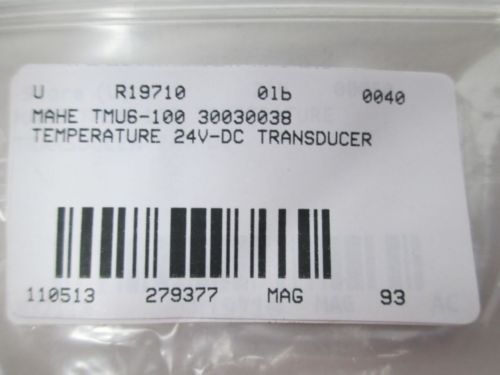 U R19710 01b 0040
MAHE TMU6-100 30030038
TEMPERATURE 24V-DC TRANSDUCER
110513 279377 MAG 93